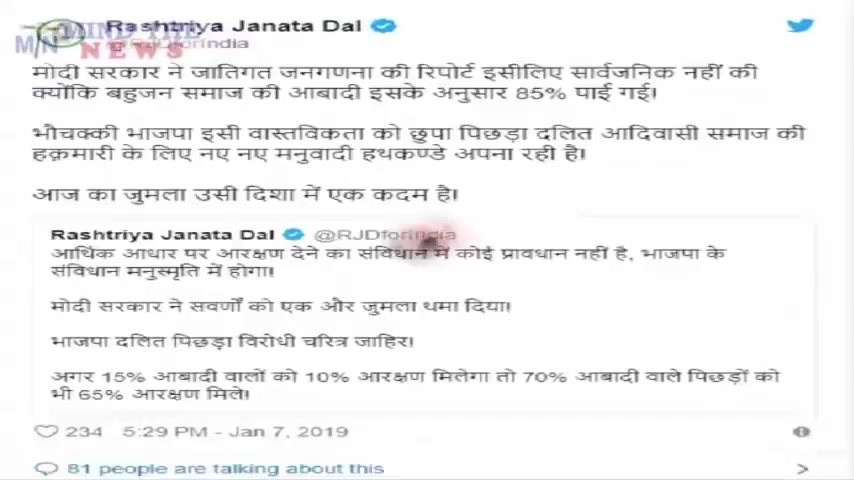 Rashtriya Janata Dal
MIND THE
NEWS
MN
@RJDforIndia
मोदी सरकार ने जातिगत जनगणना की रिपोर्ट इसीलिए सार्वजनिक नहीं की
क्योंकि बहुजन समाज की आबादी इसके अनुसार 85% पाई गई।
भौचक्की भाजपा इसी वास्तविकता को छुपा पिछड़ा दलित आदिवासी समाज की
हक़मारी के लिए नए नए मनुवादी हथकण्डे अपना रही है।
आज का जुमला उसी दिशा में एक कदम है।
Rashtriya Janata Dal @RJDforIndia
आर्थिक आधार पर आरक्षण देने का संविधान में कोई प्रावधान नहीं है, भाजपा के
संविधान मनुस्मृति में होगा।
मोदी सरकार ने सवर्णों को एक और जुमला थमा दिया।
भाजपा दलित पिछड़ा विरोधी चरित्र जाहिर।
अगर 15% आबादी वालों को 10% आरक्षण मिलेगा तो 70% आबादी वाले पिछड़ों को
भी 65% आरक्षण मिले।
234 5:29 PM - Jan 7, 2019
81 people are talking about this